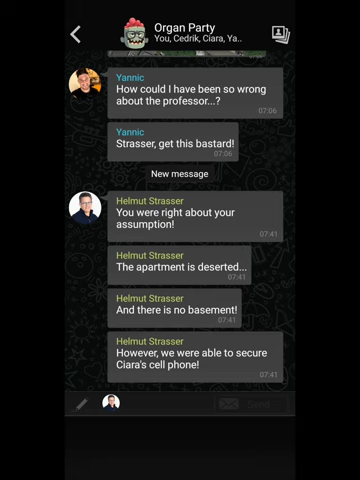 Organ Party
You, Cedrik, Ciara, Ya..
Yannic
How could I have been so wrong
about the professor...?
07:06
Yannic
Strasser, get this bastard!
07:06
New message
Helmut Strasser
You were right about your
assumption!
07:41
Helmut Strasser
The apartment is deserted...
07:41
Helmut Strasser
And there is no basement!
07:41
Helmut Strasser
However, we were able to secure
Ciara's cell phone!
07:41
Send